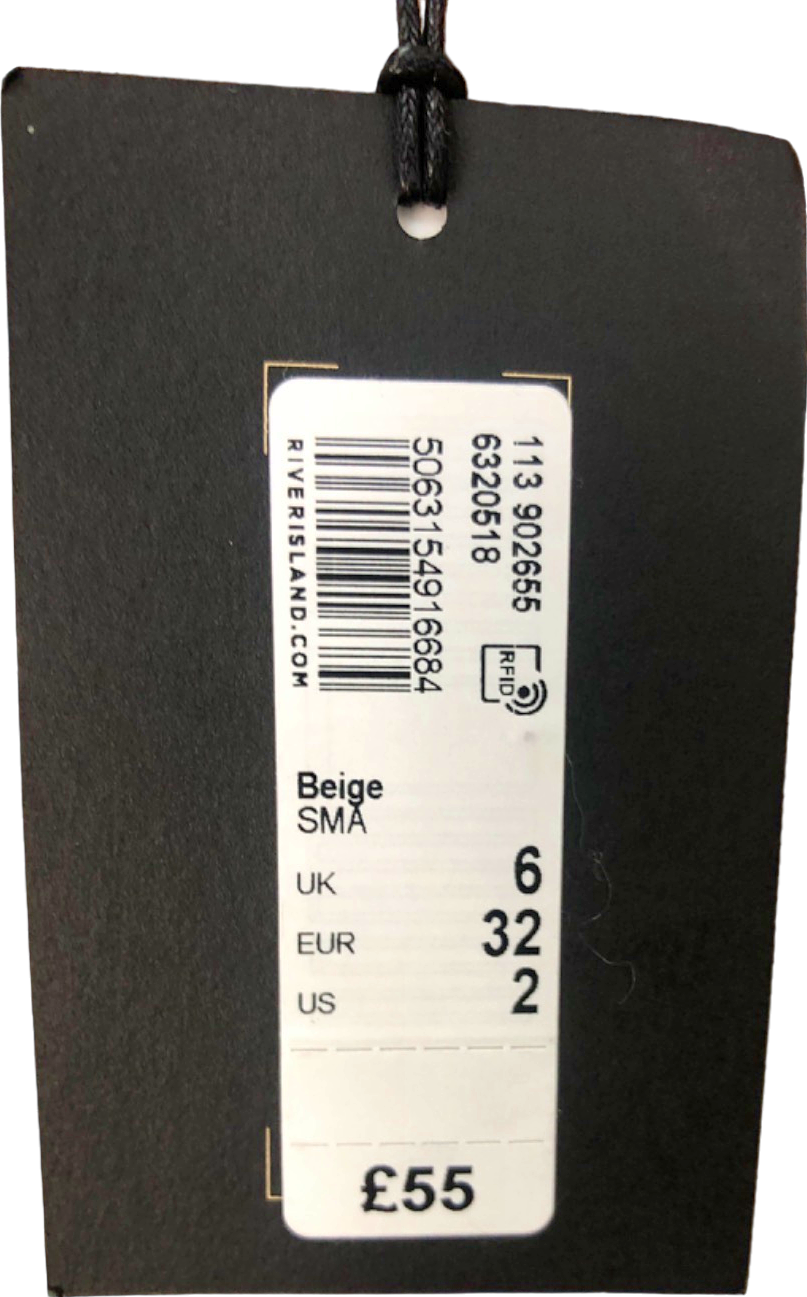 113 902655
6320518
RFID
5063154916684
RIVERISLAND.COM
Beige
SMA
UK 6
EUR 32
US 2
£55